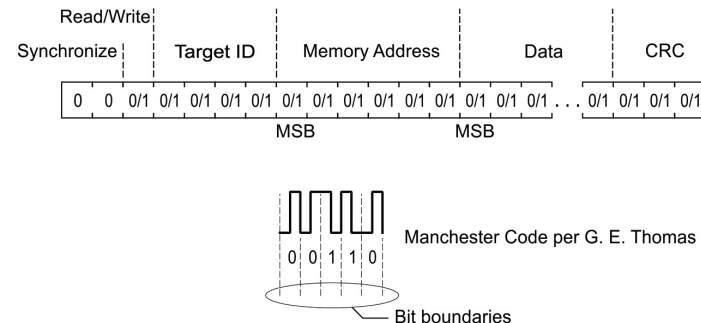 Read/Write
Synchronize Target ID Memory Address Data CRC
0 0 0/1 0/1 0/1 0/1 0/1 0/1 0/1 0/1 0/1 0/1 0/1 0/1 0/1 0/1 . . . 0/1 0/1 0/1 0/1
MSB MSB
Manchester Code per G. E. Thomas
0 0 1 1 0
Bit boundaries